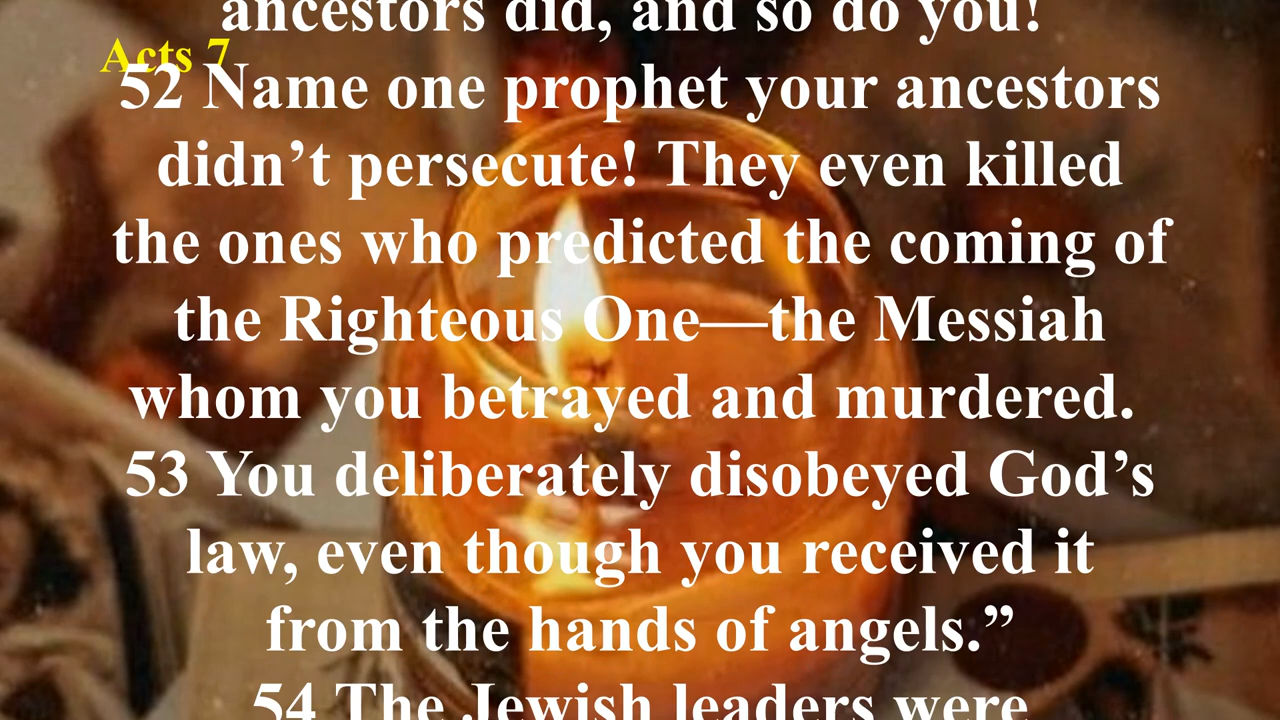 ancestors did, and so do you!
Acts 7
52 Name one prophet your ancestors
didn’t persecute! They even killed
the ones who predicted the coming of
the Righteous One—the Messiah
whom you betrayed and murdered.
53 You deliberately disobeyed God’s
law, even though you received it
from the hands of angels.”
54 The Jewish leaders were